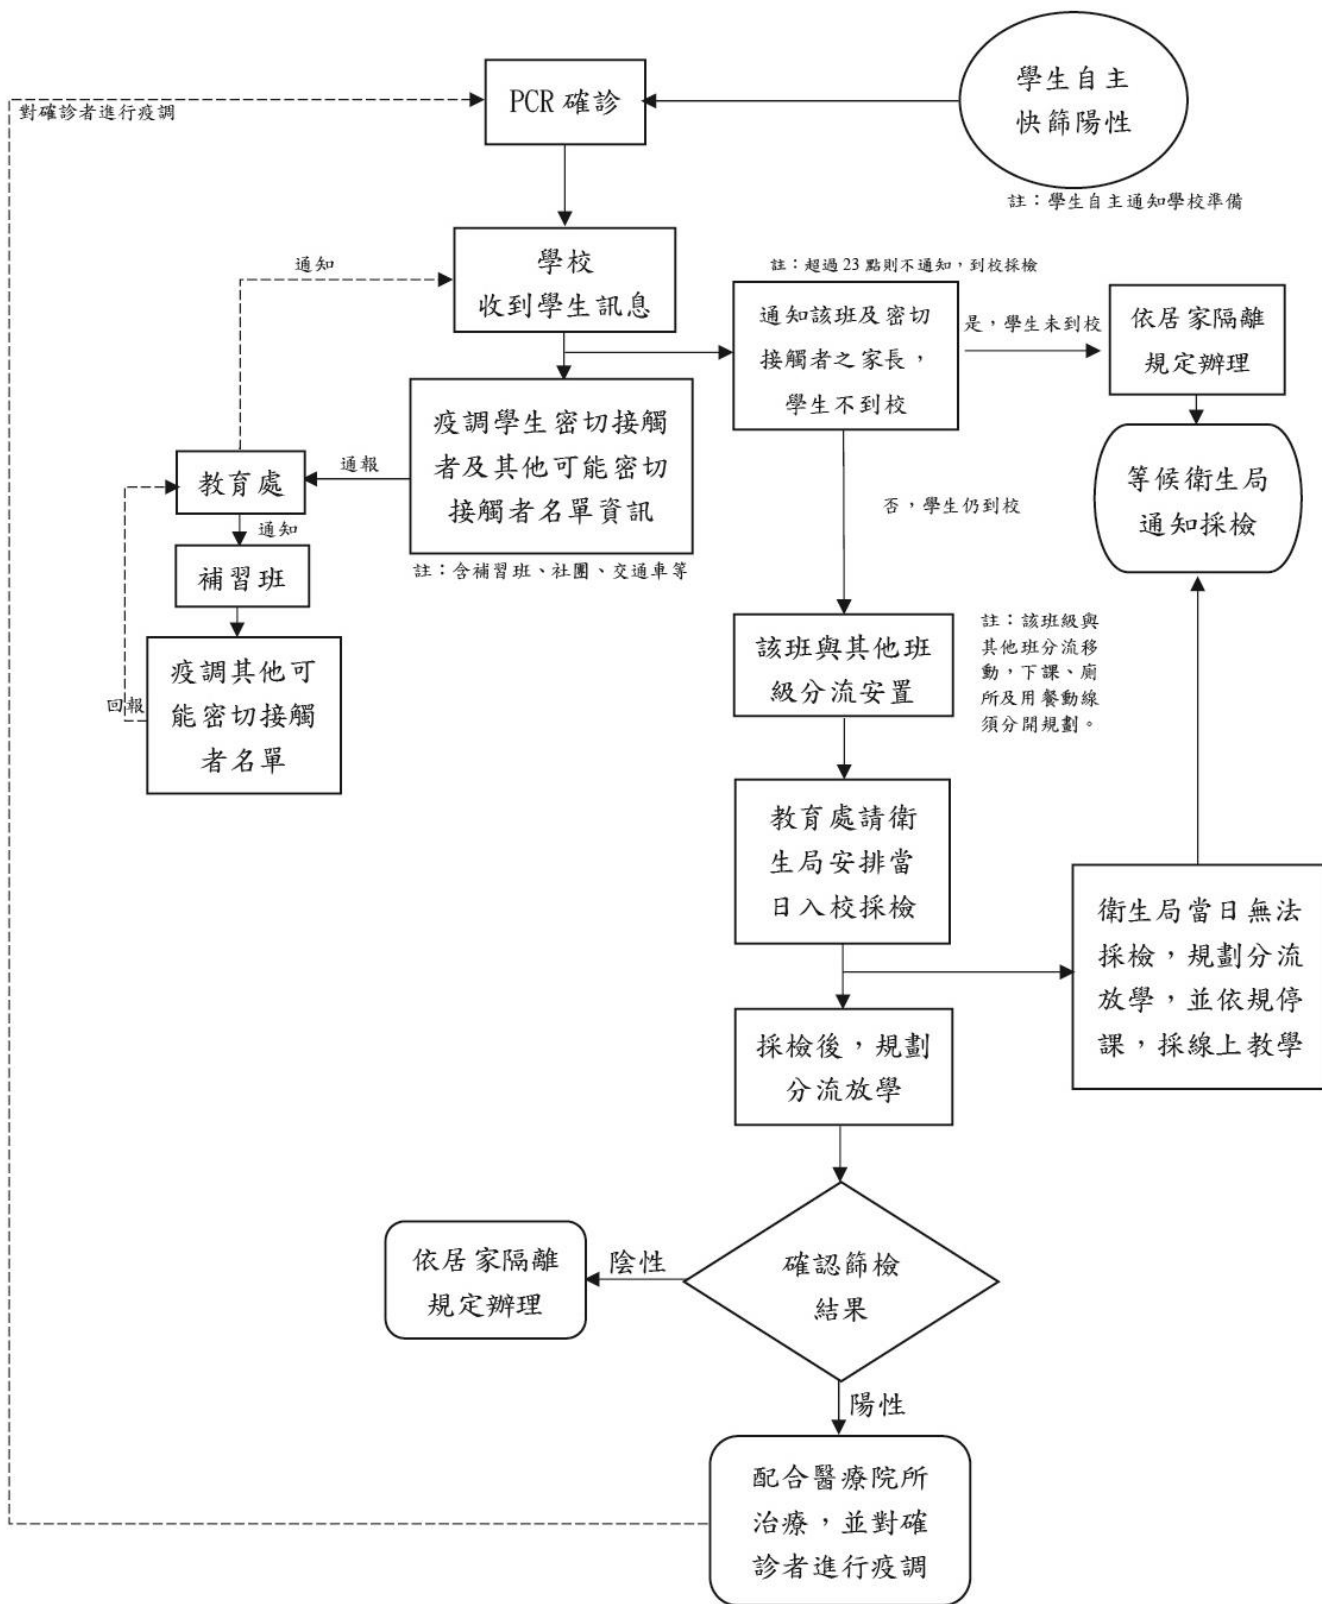 學生自主
快篩陽性
PCR 確診
對確診者進行疫調
註：學生自主通知學校準備
學校
收到學生訊息
通知
註：超過 23 點則不通知，到校採檢
通知該班及密切
接觸者之家長，
學生不到校
是，學生未到校
依居家隔離
規定辦理
疫調學生密切接觸
者及其他可能密切
接觸者名單資訊
通報
教育處
註：含補習班、社團、交通車等
等候衛生局
通知採檢
否，學生仍到校
通知
補習班
疫調其他可
能密切接觸
者名單
回報
該班與其他班
級分流安置
註：該班級與
其他班分流移
動，下課、廁
所及用餐動線
須分開規劃。
教育處請衛
生局安排當
日入校採檢
衛生局當日無法
採檢，規劃分流
放學，並依規停
課，採線上教學
採檢後，規劃
分流放學
確認篩檢
結果
陰性
依居家隔離
規定辦理
陽性
配合醫療院所
治療，並對確
診者進行疫調